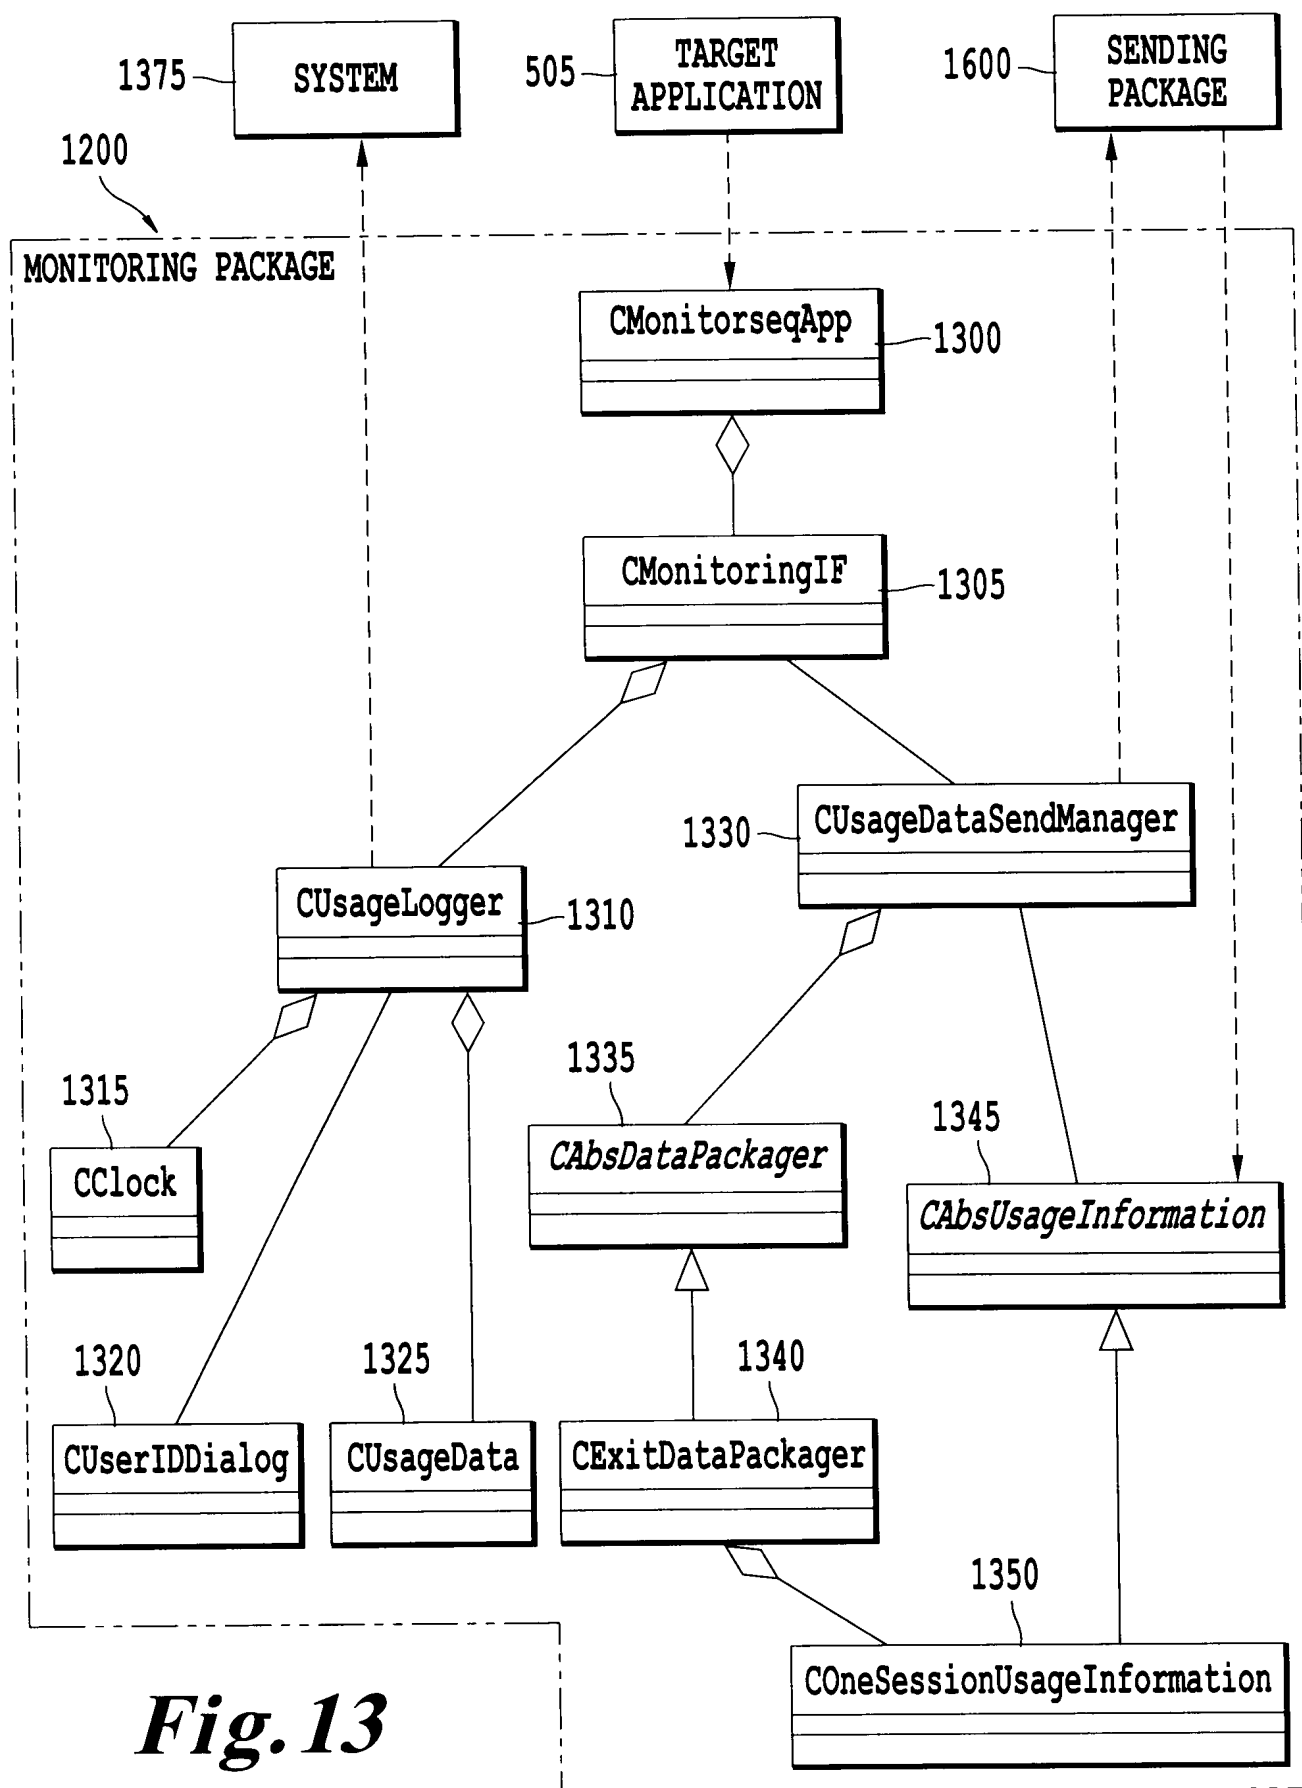 1375
SYSTEM
505
TARGET
APPLICATION
1600
SENDING
PACKAGE
1200
MONITORING PACKAGE
CMonitorseqApp
1300
CMonitoringIF
1305
1330
CUsageDataSendManager
CUsageLogger
1310
1315
CClock
1335
CAbsDataPackager
1345
CAbsUsageInformation
1320
CUserIDDialog
1325
CUsageData
1340
CExitDataPackager
1350
COneSessionUsageInformation
Fig.13